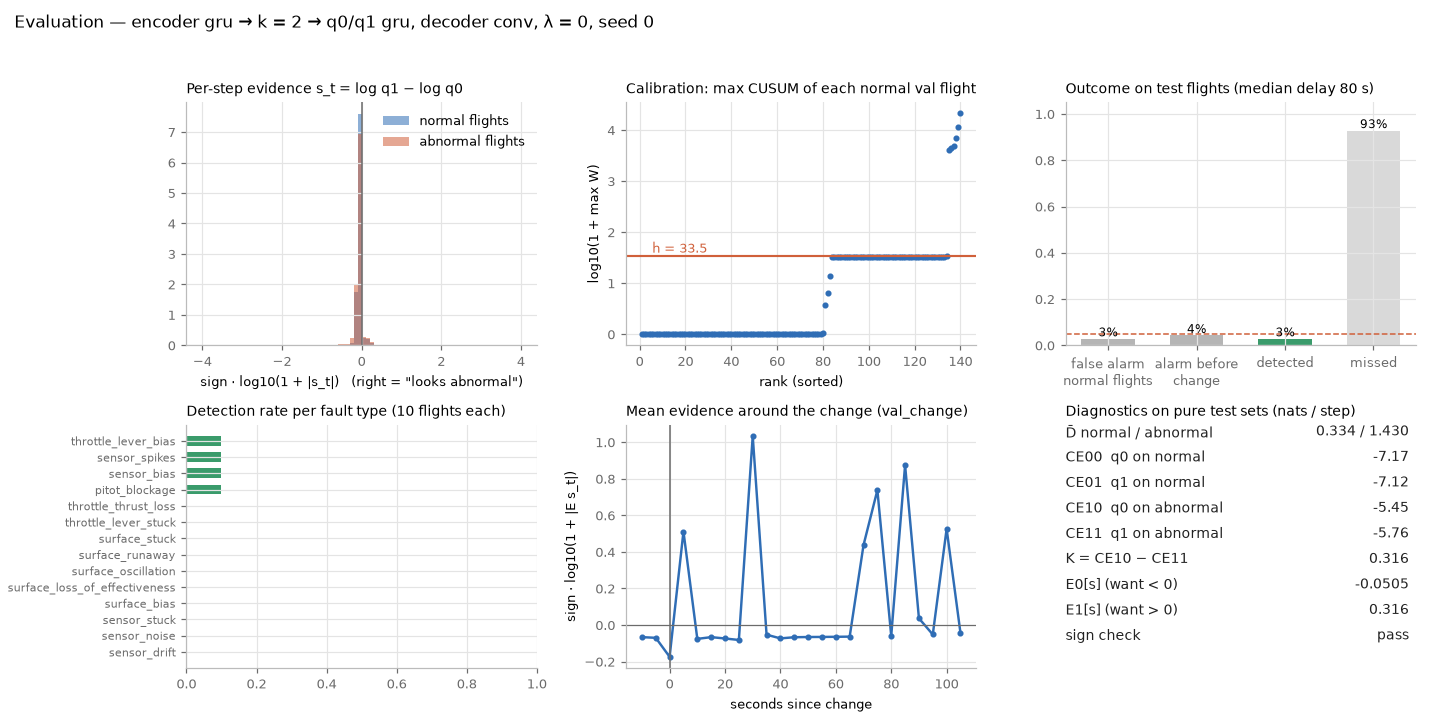 Evaluation — encoder gru → k = 2 → q0/q1 gru, decoder conv, λ = 0, seed 0
Per-step evidence s_t = log q1 − log q0
normal flights
abnormal flights
7
6
5
4
3
2
1
0
−4
−2
0
2
4
sign · log10(1 + |s_t|)   (right = "looks abnormal")
Calibration: max CUSUM of each normal val flight
log10(1 + max W)
4
3
2
1
0
h = 33.5
0
20
40
60
80
100
120
140
rank (sorted)
Outcome on test flights (median delay 80 s)
1.0
0.8
0.6
0.4
0.2
0.0
3%
4%
3%
93%
false alarm
normal flights
alarm before
change
detected
missed
Detection rate per fault type (10 flights each)
throttle_lever_bias
sensor_spikes
sensor_bias
pitot_blockage
throttle_thrust_loss
throttle_lever_stuck
surface_stuck
surface_runaway
surface_oscillation
surface_loss_of_effectiveness
surface_bias
sensor_stuck
sensor_noise
sensor_drift
0.0
0.2
0.4
0.6
0.8
1.0
Mean evidence around the change (val_change)
sign · log10(1 + |E s_t|)
1.0
0.8
0.6
0.4
0.2
0.0
−0.2
0
20
40
60
80
100
seconds since change
Diagnostics on pure test sets (nats / step)
D̄ normal / abnormal 0.334 / 1.430
CE00  q0 on normal -7.17
CE01  q1 on normal -7.12
CE10  q0 on abnormal -5.45
CE11  q1 on abnormal -5.76
K = CE10 − CE11 0.316
E0[s] (want < 0) -0.0505
E1[s] (want > 0) 0.316
sign check pass